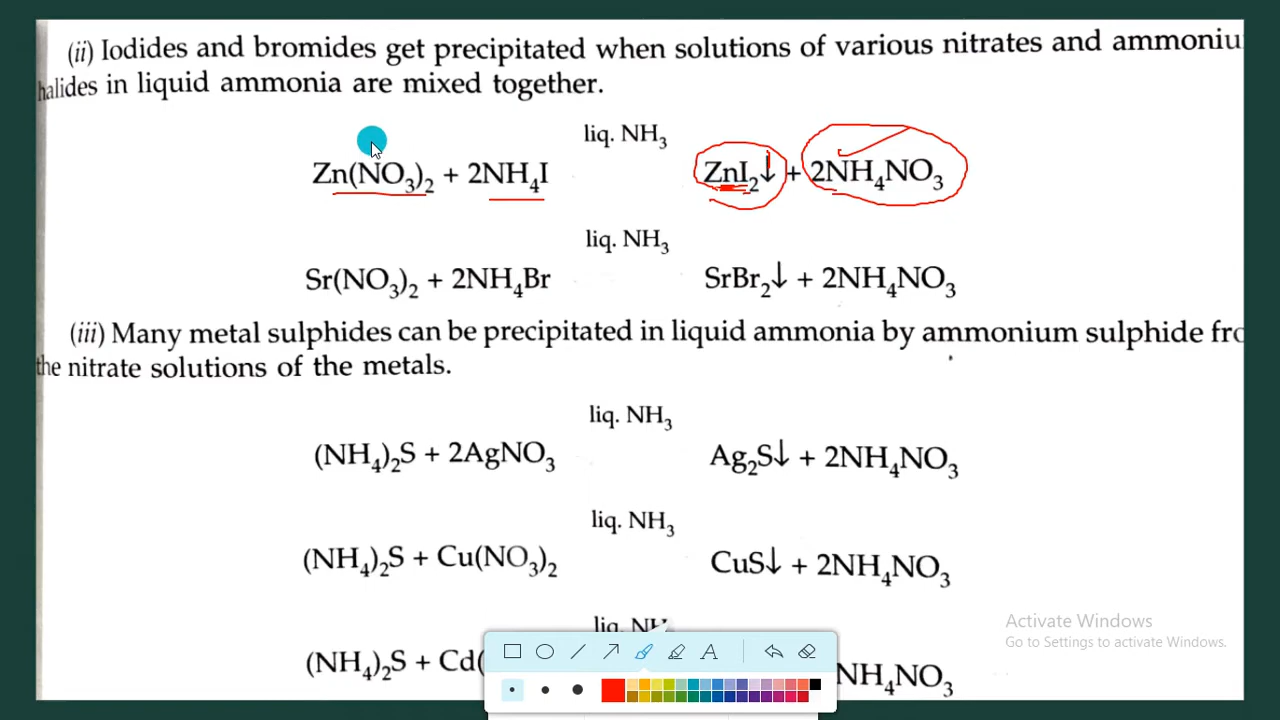 (ii) Iodides and bromides get precipitated when solutions of various nitrates and ammoniu
halides in liquid ammonia are mixed together.
liq. NH₃
Zn(NO₃)₂ + 2NH₄I ZnI₂↓ + 2NH₄NO₃
liq. NH₃
Sr(NO₃)₂ + 2NH₄Br SrBr₂↓ + 2NH₄NO₃
(iii) Many metal sulphides can be precipitated in liquid ammonia by ammonium sulphide fro
the nitrate solutions of the metals.
liq. NH₃
(NH₄)₂S + 2AgNO₃ Ag₂S↓ + 2NH₄NO₃
liq. NH₃
(NH₄)₂S + Cu(NO₃)₂ CuS↓ + 2NH₄NO₃
liq. NH
(NH₄)₂S + Cd( NH₄NO₃
Activate Windows
Go to Settings to activate Windows.
A